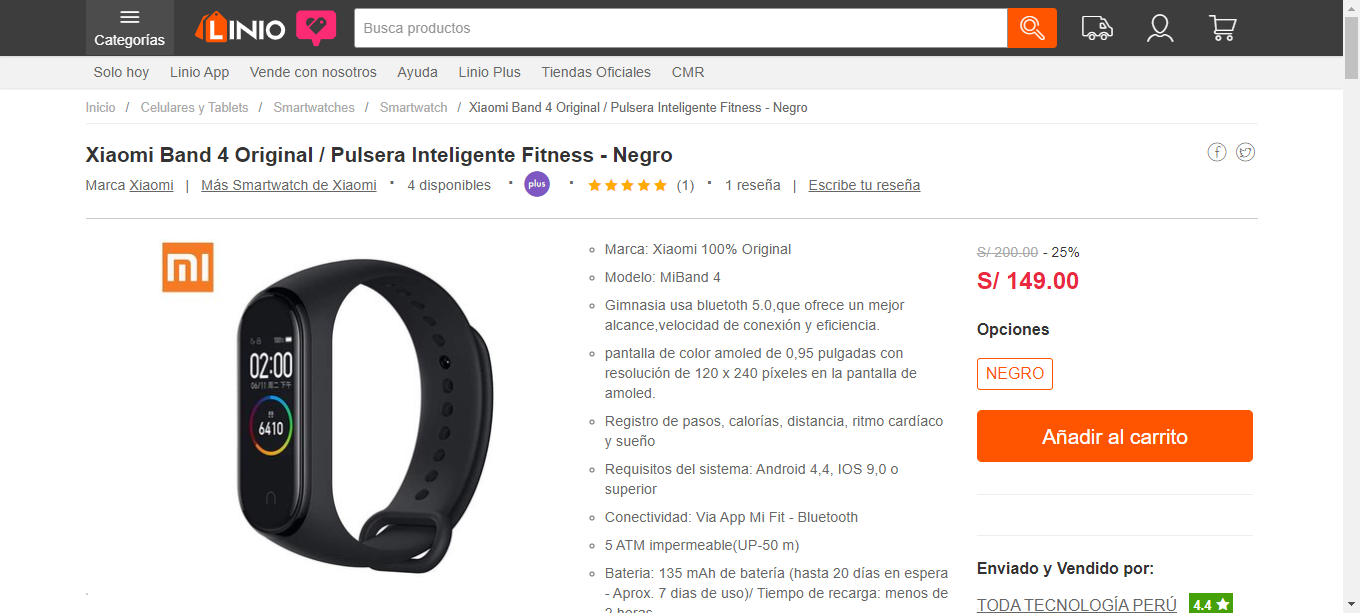 Categorías
LINIO
Busca productos
Solo hoy Linio App Vende con nosotros Ayuda Linio Plus Tiendas Oficiales CMR
Inicio / Celulares y Tablets / Smartwatches / Smartwatch / Xiaomi Band 4 Original / Pulsera Inteligente Fitness - Negro
Xiaomi Band 4 Original / Pulsera Inteligente Fitness - Negro
Marca Xiaomi | Más Smartwatch de Xiaomi · 4 disponibles · plus · (1) · 1 reseña | Escribe tu reseña
mi
02:00
06/11 周二 下午
6410
Marca: Xiaomi 100% Original
Modelo: MiBand 4
Gimnasia usa bluetoth 5.0,que ofrece un mejor
alcance,velocidad de conexión y eficiencia.
pantalla de color amoled de 0,95 pulgadas con
resolución de 120 x 240 píxeles en la pantalla de
amoled.
Registro de pasos, calorías, distancia, ritmo cardíaco
y sueño
Requisitos del sistema: Android 4,4, IOS 9,0 o
superior
Conectividad: Via App Mi Fit - Bluetooth
5 ATM impermeable(UP-50 m)
Bateria: 135 mAh de batería (hasta 20 días en espera
- Aprox. 7 dias de uso)/ Tiempo de recarga: menos de
2 horas
S/ 200.00 - 25%
S/ 149.00
Opciones
NEGRO
Añadir al carrito
Enviado y Vendido por:
TODA TECNOLOGÍA PERÚ 4.4 ★